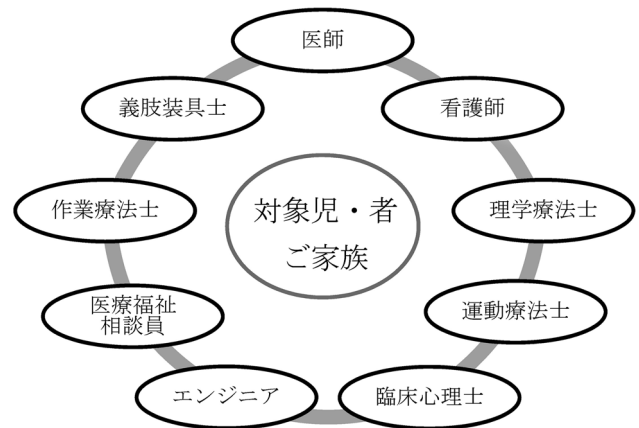 医師
義肢装具士
看護師
作業療法士
対象児・者
ご家族
理学療法士
医療福祉
相談員
運動療法士
エンジニア
臨床心理士